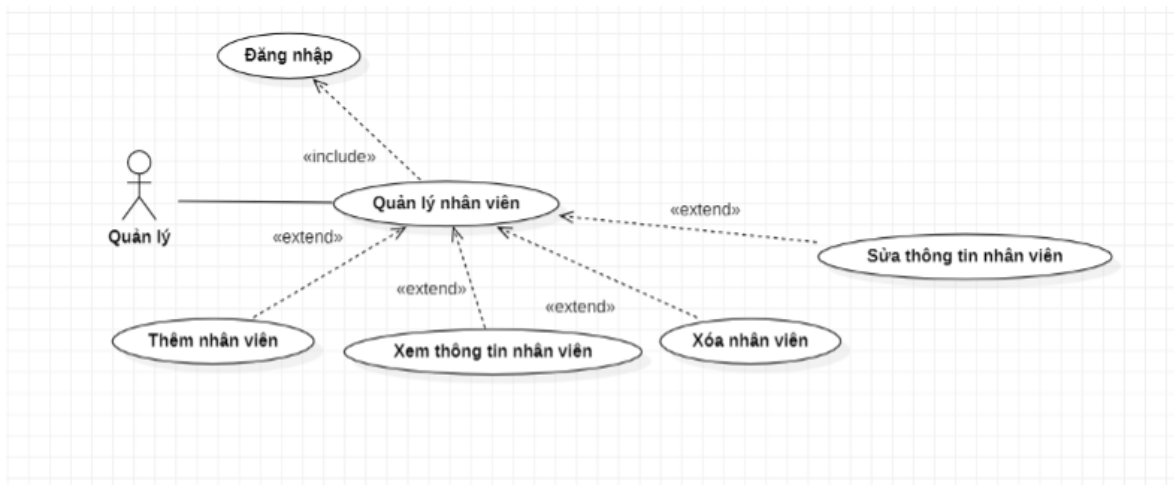 Đăng nhập
«include»
Quản lý nhân viên
Quản lý
«extend»
«extend»
Sửa thông tin nhân viên
«extend»
«extend»
Thêm nhân viên
Xem thông tin nhân viên
Xóa nhân viên